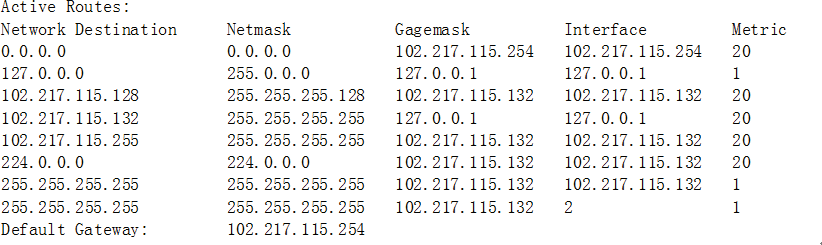 Active Routes:
Network Destination Netmask Gagemask Interface Metric
0.0.0.0 0.0.0.0 102.217.115.254 102.217.115.254 20
127.0.0.0 255.0.0.0 127.0.0.1 127.0.0.1 1
102.217.115.128 255.255.255.128 102.217.115.132 102.217.115.132 20
102.217.115.132 255.255.255.255 127.0.0.1 127.0.0.1 20
102.217.115.255 255.255.255.255 102.217.115.132 102.217.115.132 20
224.0.0.0 224.0.0.0 102.217.115.132 102.217.115.132 20
255.255.255.255 255.255.255.255 102.217.115.132 102.217.115.132 1
255.255.255.255 255.255.255.255 102.217.115.132 2 1
Default Gateway: 102.217.115.254